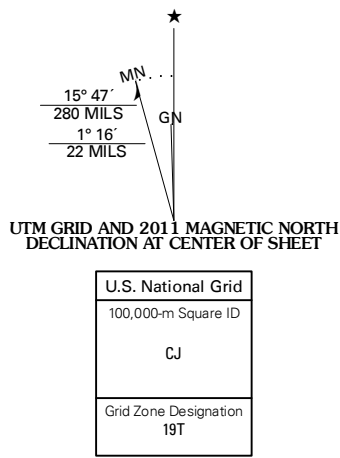 MN
GN
15° 47´
280 MILS
1° 16´
22 MILS
UTM GRID AND 2011 MAGNETIC NORTH
DECLINATION AT CENTER OF SHEET
U.S. National Grid
100,000-m Square ID
CJ
Grid Zone Designation
19T